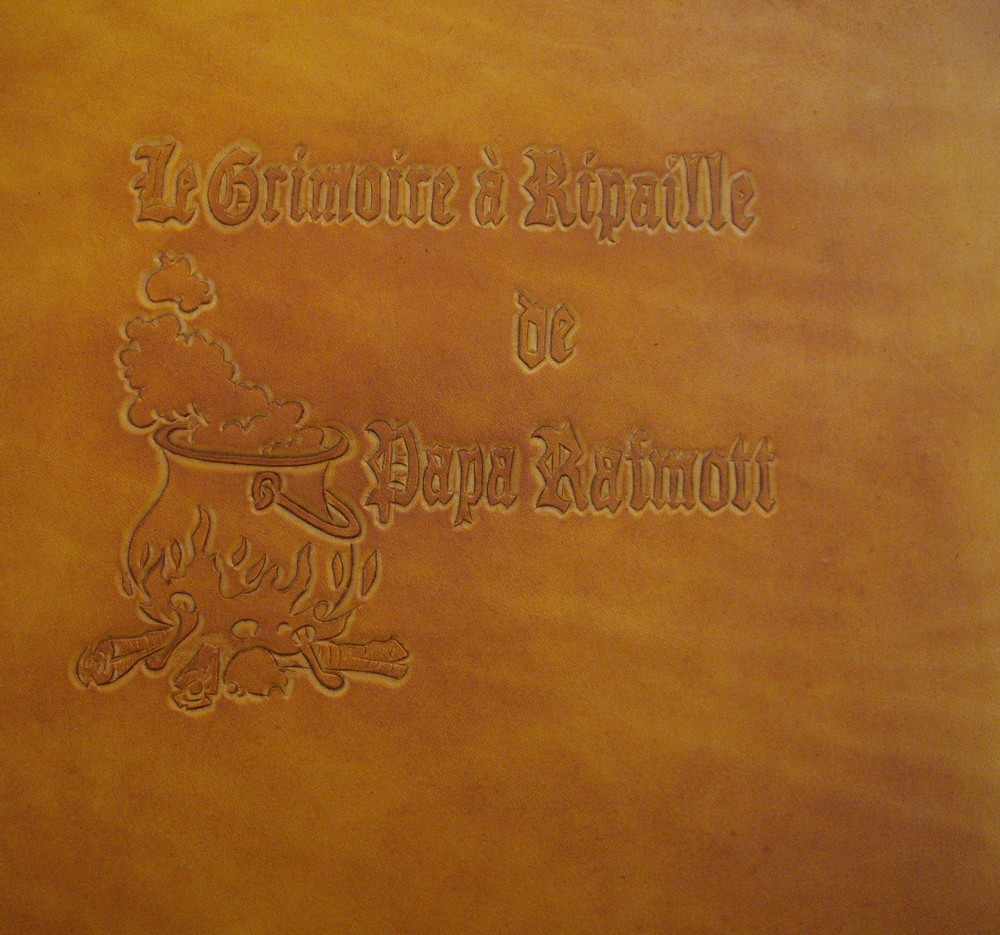 Le Grimoire à Ripaille
de
Papa Rafmott